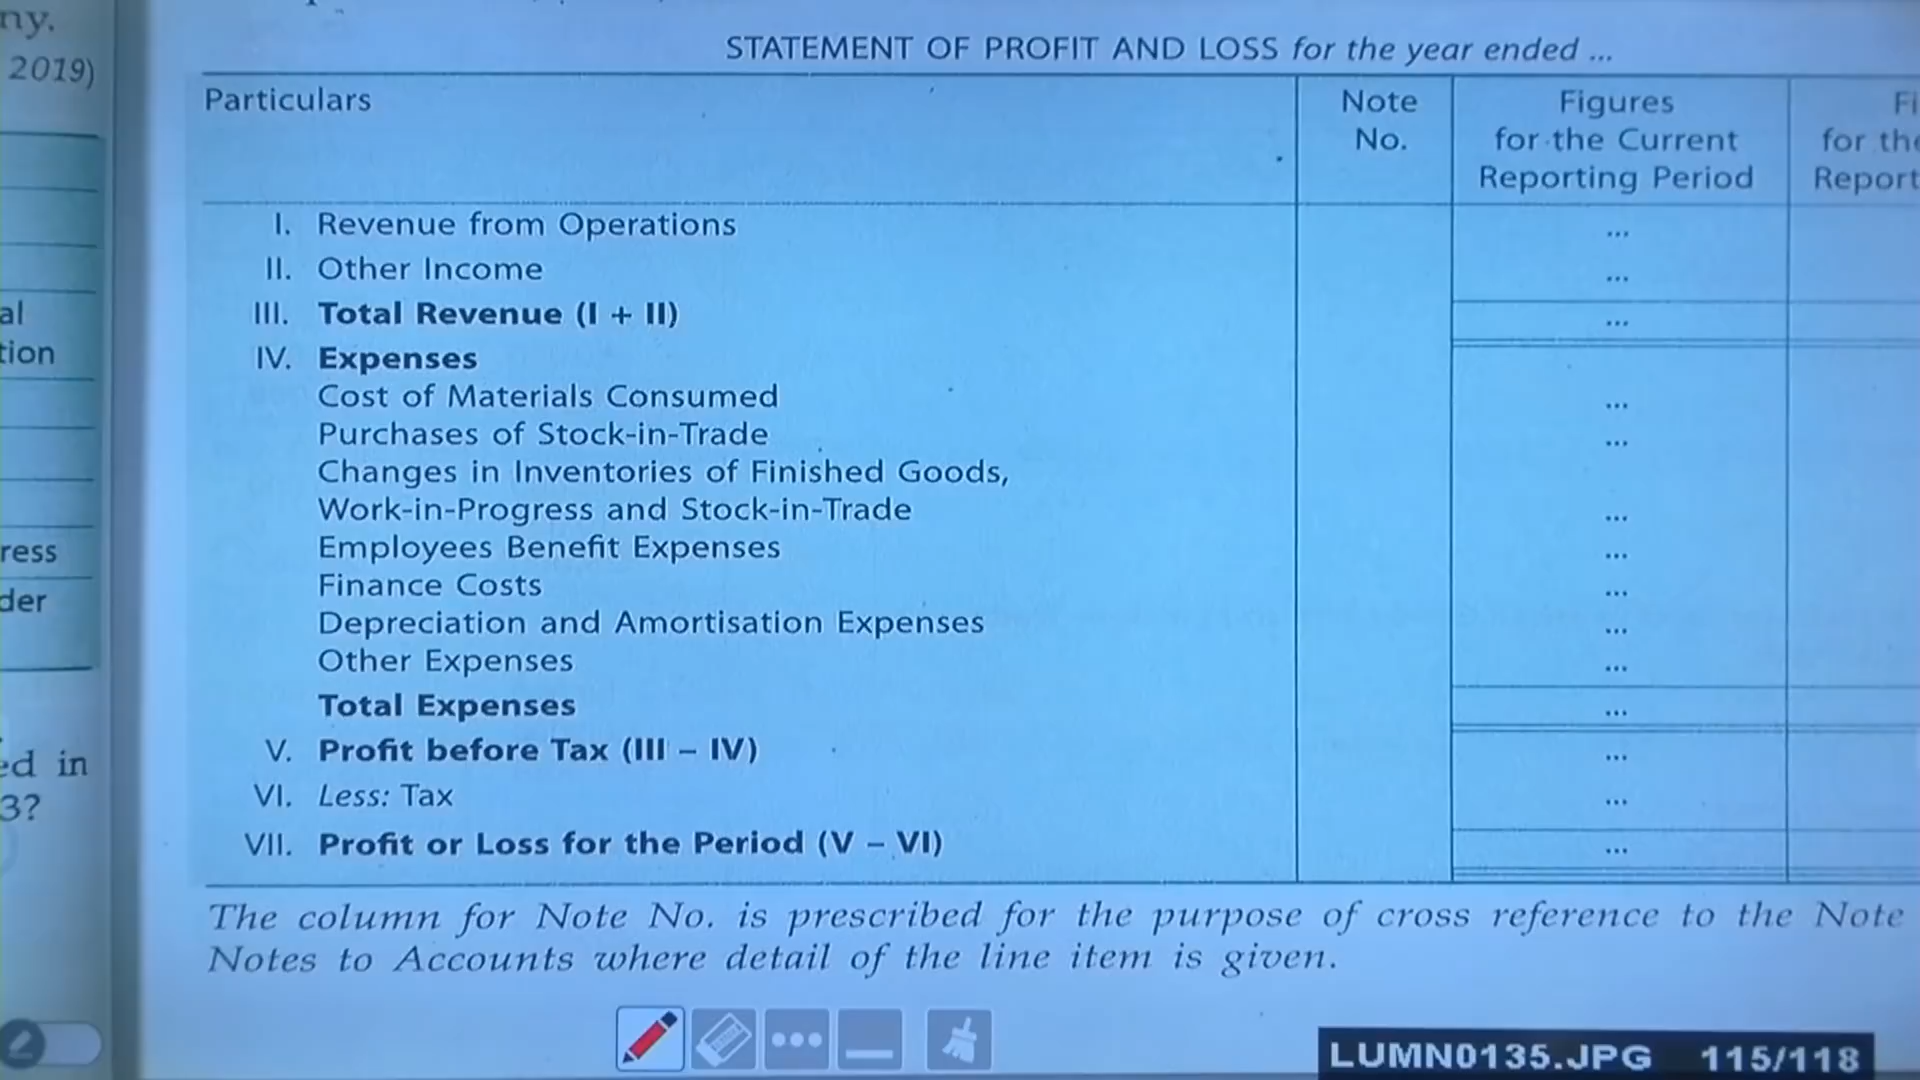 ny.
2019)
al
tion
ress
der
ed in
3?
STATEMENT OF PROFIT AND LOSS for the year ended ...
Particulars
Note
No.
Figures
for the Current
Reporting Period
Fi
for the
Report
I. Revenue from Operations ...
II. Other Income ...
III. Total Revenue (I + II) ...
IV. Expenses
Cost of Materials Consumed ...
Purchases of Stock-in-Trade ...
Changes in Inventories of Finished Goods,
Work-in-Progress and Stock-in-Trade ...
Employees Benefit Expenses ...
Finance Costs ...
Depreciation and Amortisation Expenses ...
Other Expenses ...
Total Expenses ...
V. Profit before Tax (III – IV) ...
VI. Less: Tax ...
VII. Profit or Loss for the Period (V – VI) ...
The column for Note No. is prescribed for the purpose of cross reference to the Note
Notes to Accounts where detail of the line item is given.
LUMN0135.JPG 115/118